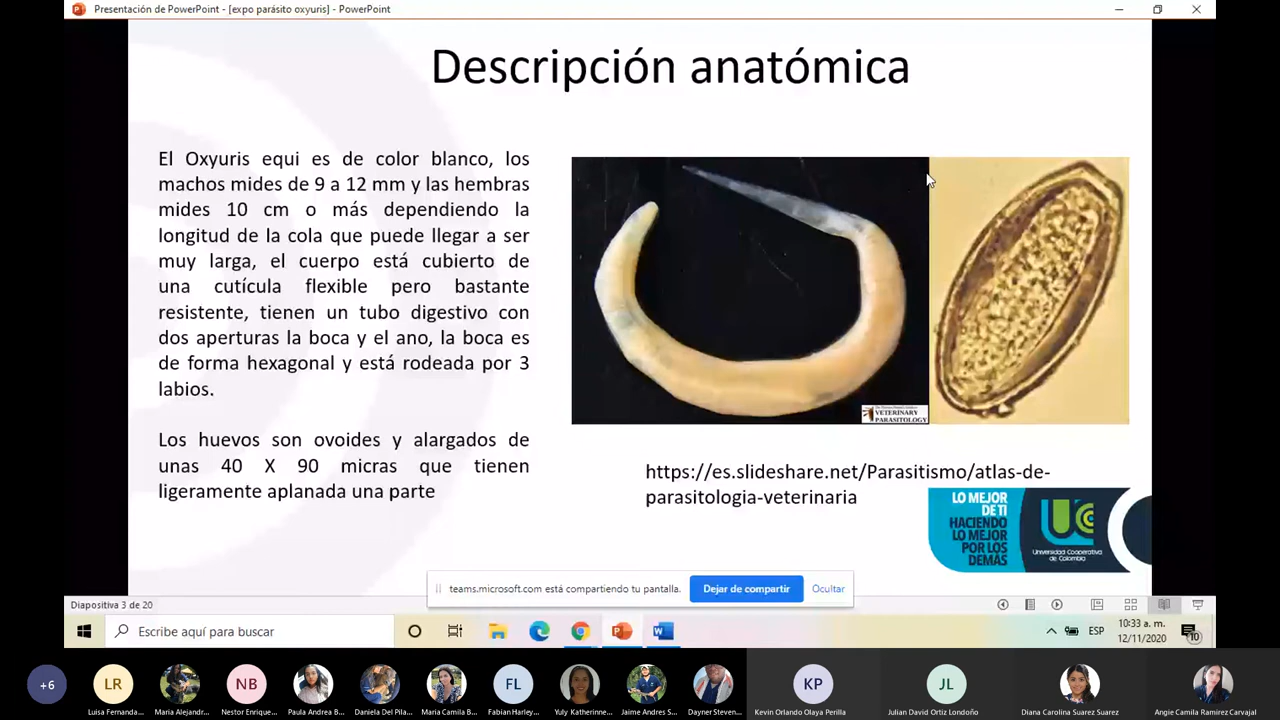 Presentación de PowerPoint - [expo parásito oxyuris] - PowerPoint
Descripción anatómica
El Oxyuris equi es de color blanco, los
machos mides de 9 a 12 mm y las hembras
mides 10 cm o más dependiendo la
longitud de la cola que puede llegar a ser
muy larga, el cuerpo está cubierto de
una cutícula flexible pero bastante
resistente, tienen un tubo digestivo con
dos aperturas la boca y el ano, la boca es
de forma hexagonal y está rodeada por 3
labios.
Los huevos son ovoides y alargados de
unas 40 X 90 micras que tienen
ligeramente aplanada una parte
VETERINARY
PARASITOLOGY
https://es.slideshare.net/Parasitismo/atlas-de-
parasitologia-veterinaria
LO MEJOR
DE TI
HACIENDO
LO MEJOR
POR LOS
DEMÁS
Universidad Cooperativa
de Colombia
teams.microsoft.com está compartiendo tu pantalla.
Dejar de compartir
Ocultar
Diapositiva 3 de 20
Escribe aquí para buscar
ESP
10:33 a. m.
12/11/2020
10
+6
LR
NB
FL
KP
JL
Luisa Fernanda...
Maria Alejandr...
Nestor Enrique...
Paula Andrea B...
Daniela Del Pila...
Maria Camila B...
Fabian Harley...
Yuly Katherinne...
Jaime Andres S...
Dayner Steven...
Kevin Orlando Olaya Perilla
Julian David Ortiz Londoño
Diana Carolina Suarez Suarez
Angie Camila Ramirez Carvajal